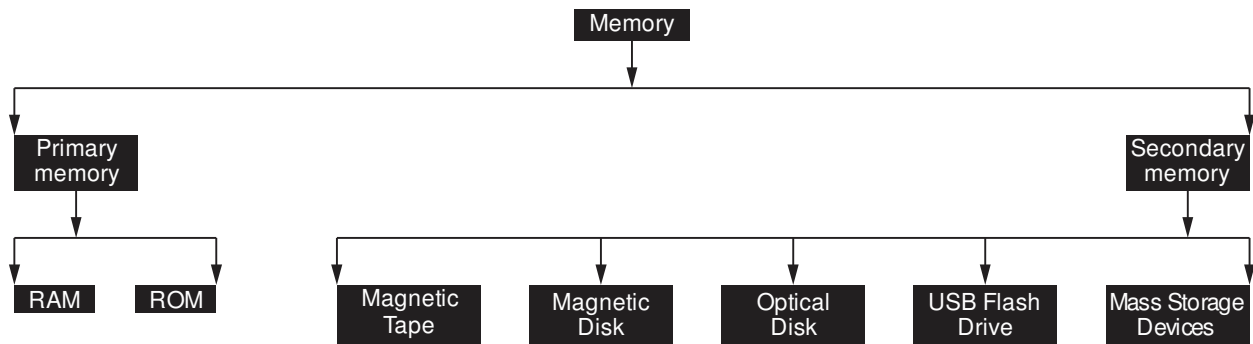 Memory
Primary
memory
Secondary
memory
RAM
ROM
Magnetic
Tape
Magnetic
Disk
Optical
Disk
USB Flash
Drive
Mass Storage
Devices